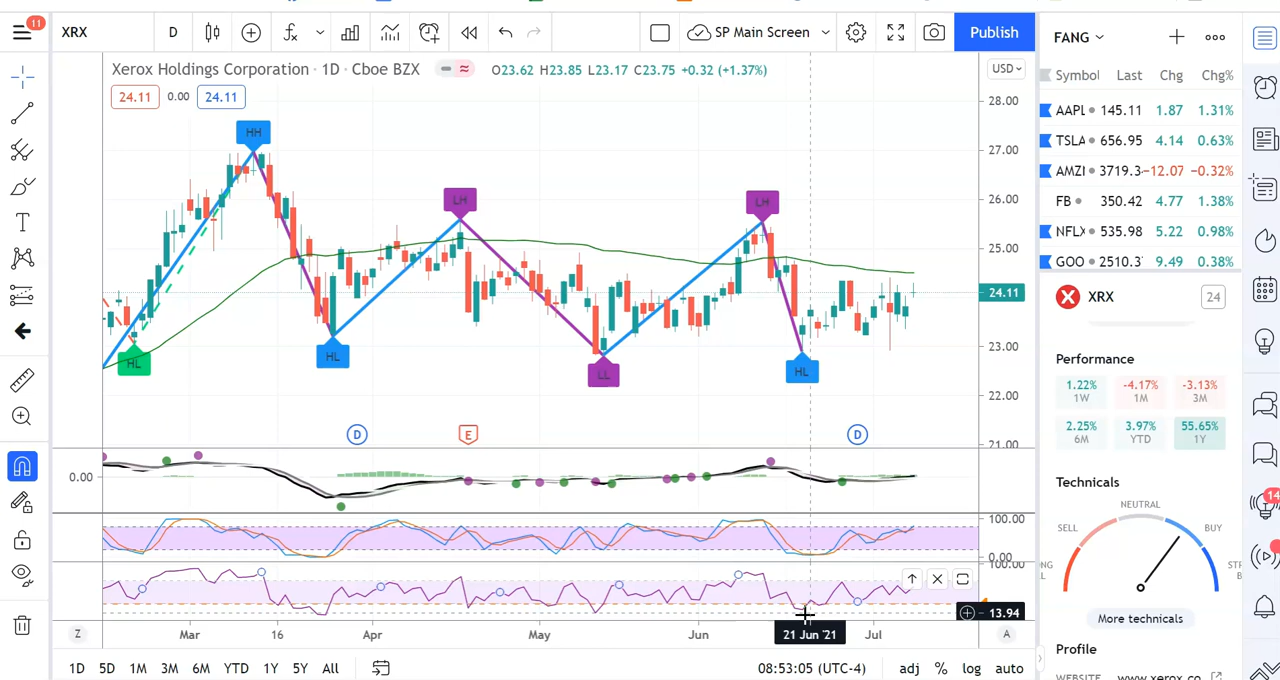 11
XRX
D
SP Main Screen
Publish
FANG
Xerox Holdings Corporation · 1D · Cboe BZX
O23.62 H23.85 L23.17 C23.75 +0.32 (+1.37%)
USD
24.11 0.00 24.11
Symbol Last Chg Chg%
AAPL 145.11 1.87 1.31%
TSLA 656.95 4.14 0.63%
AMZI 3719.3 −12.07 −0.32%
FB 350.42 4.77 1.38%
NFLX 535.98 5.22 0.98%
GOO 2510.3 9.49 0.38%
28.00
27.00
26.00
25.00
24.11
23.00
22.00
21.00
HH
LH
LH
HL
HL
LL
HL
D
E
D
XRX
24
Performance
1.22% -4.17% -3.13%
1W 1M 3M
2.25% 3.97% 55.65%
6M YTD 1Y
Technicals
NEUTRAL
SELL
BUY
NG
L
STR
B
More technicals
Profile
WEBSITE www.xerox.co
14
0.00
100.00
0.00
100.00
13.94
Z
Mar 16 Apr May Jun 21 Jun '21 Jul
A
1D 5D 1M 3M 6M YTD 1Y 5Y All
08:53:05 (UTC-4)
adj % log auto